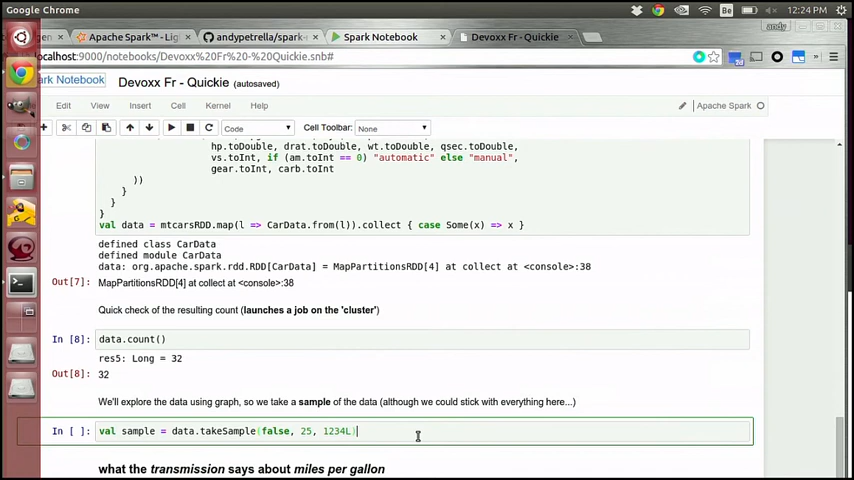 Google Chrome
Be
12:24 PM
andy
Apache Spark™ - Li
andypetrella/spark-
Spark Notebook
Devoxx Fr - Quickie
localhost:9000/notebooks/Devoxx%20Fr%20-%20Quickie.snb#
ark Notebook
Devoxx Fr - Quickie (autosaved)
Edit View Insert Cell Kernel Help
Apache Spark
Code
Cell Toolbar: None
hp.toDouble, drat.toDouble, wt.toDouble, qsec.toDouble,
vs.toInt, if (am.toInt == 0) "automatic" else "manual",
gear.toInt, carb.toInt
))
}
}
}
val data = mtcarsRDD.map(l => CarData.from(l)).collect { case Some(x) => x }
defined class CarData
defined module CarData
data: org.apache.spark.rdd.RDD[CarData] = MapPartitionsRDD[4] at collect at <console>:38
Out[7]: MapPartitionsRDD[4] at collect at <console>:38
Quick check of the resulting count (launches a job on the 'cluster')
In [8]: data.count()
res5: Long = 32
Out[8]: 32
We'll explore the data using graph, so we take a sample of the data (although we could stick with everything here...)
In [ ]: val sample = data.takeSample(false, 25, 1234L)
what the transmission says about miles per gallon